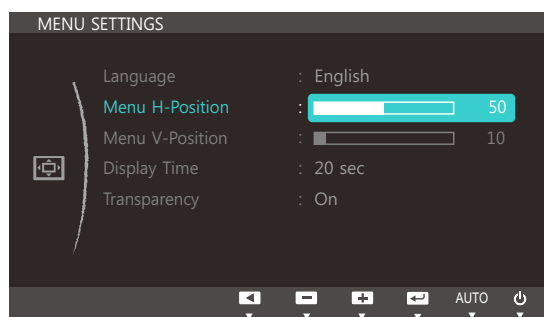 MENU SETTINGS
Language : English
Menu H-Position : 50
Menu V-Position : 10
Display Time : 20 sec
Transparency : On
AUTO